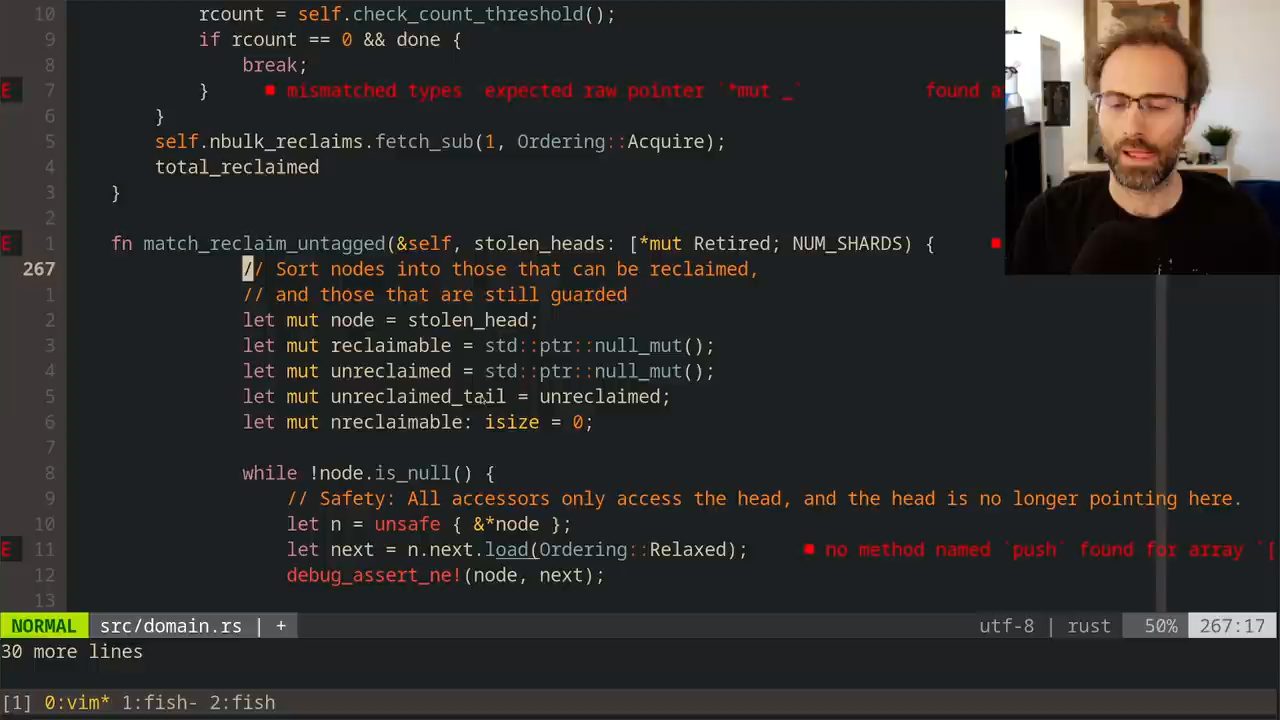 10 rcount = self.check_count_threshold();
9 if rcount == 0 && done {
8 break;
E 7 } ■ mismatched types expected raw pointer `*mut _` found a
6 }
5 self.nbulk_reclaims.fetch_sub(1, Ordering::Acquire);
4 total_reclaimed
3 }
2
E 1 fn match_reclaim_untagged(&self, stolen_heads: [*mut Retired; NUM_SHARDS) { ■
267 // Sort nodes into those that can be reclaimed,
1 // and those that are still guarded
2 let mut node = stolen_head;
3 let mut reclaimable = std::ptr::null_mut();
4 let mut unreclaimed = std::ptr::null_mut();
5 let mut unreclaimed_tail = unreclaimed;
6 let mut nreclaimable: isize = 0;
7
8 while !node.is_null() {
9 // Safety: All accessors only access the head, and the head is no longer pointing here.
10 let n = unsafe { &*node };
E 11 let next = n.next.load(Ordering::Relaxed); ■ no method named `push` found for array `[
12 debug_assert_ne!(node, next);
13
NORMAL src/domain.rs | + utf-8 | rust 50% 267:17
30 more lines
[1] 0:vim* 1:fish- 2:fish